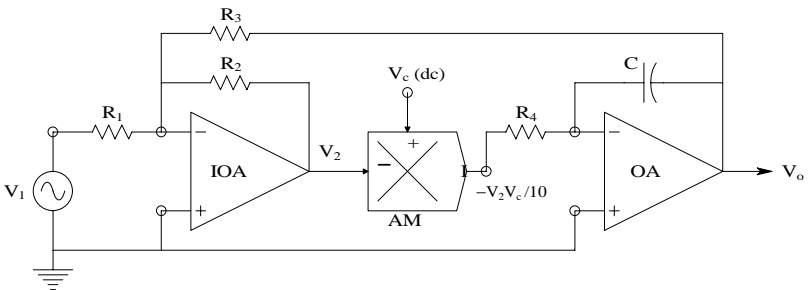 R3
R2
Vc (dc)
C
R1
R4
−
+
−
V2
IOA
−
OA
V1
I
Vo
−V2Vc/10
+
AM
+